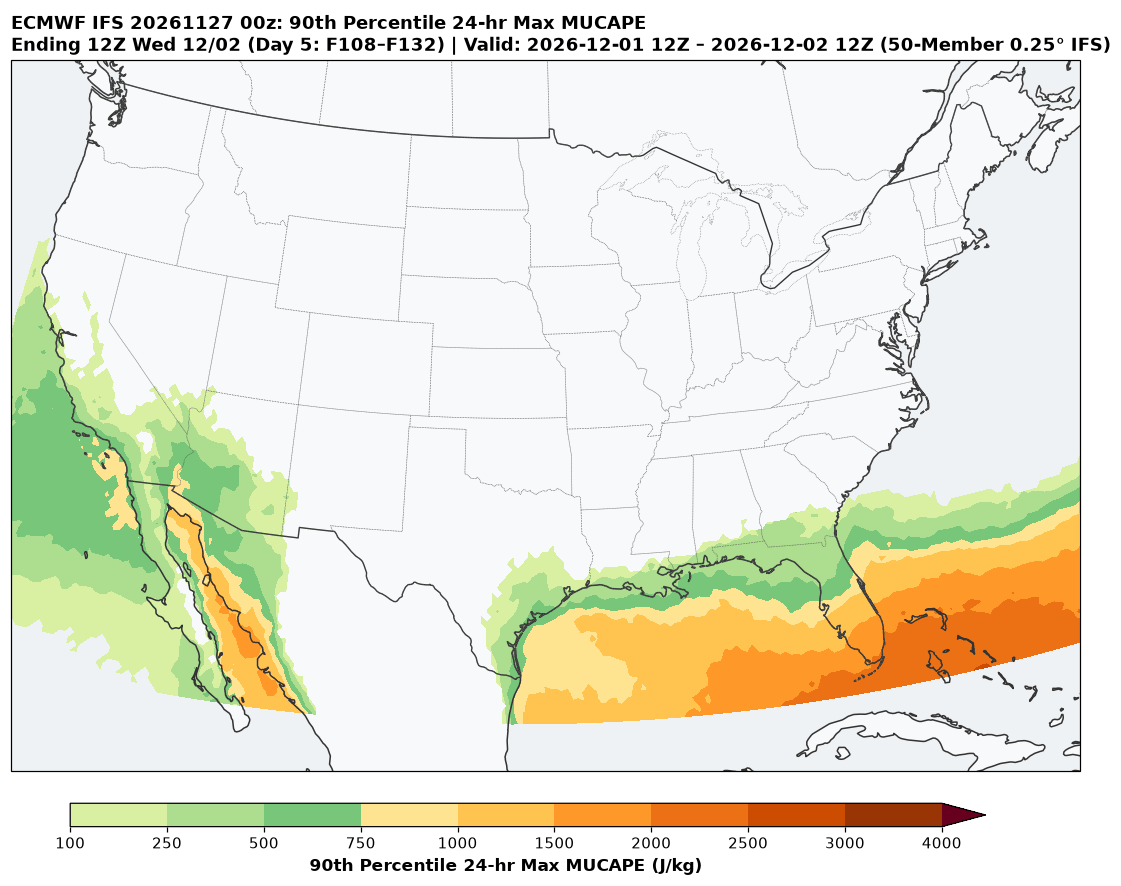 ECMWF IFS 20261127 00z: 90th Percentile 24-hr Max MUCAPE
Ending 12Z Wed 12/02 (Day 5: F108–F132) | Valid: 2026-12-01 12Z – 2026-12-02 12Z (50-Member 0.25° IFS)
100 250 500 750 1000 1500 2000 2500 3000 4000
90th Percentile 24-hr Max MUCAPE (J/kg)